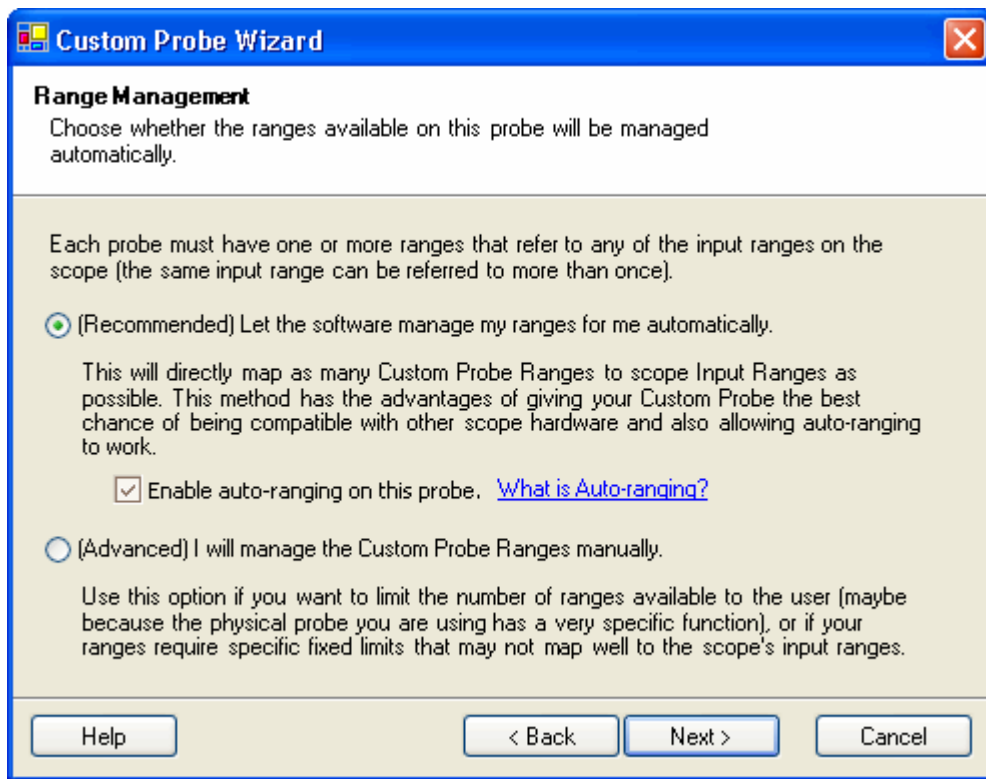 Custom Probe Wizard
Range Management
Choose whether the ranges available on this probe will be managed
automatically.
Each probe must have one or more ranges that refer to any of the input ranges on the
scope (the same input range can be referred to more than once).
(Recommended) Let the software manage my ranges for me automatically.
This will directly map as many Custom Probe Ranges to scope Input Ranges as
possible. This method has the advantages of giving your Custom Probe the best
chance of being compatible with other scope hardware and also allowing auto-ranging
to work.
Enable auto-ranging on this probe. What is Auto-ranging?
(Advanced) I will manage the Custom Probe Ranges manually.
Use this option if you want to limit the number of ranges available to the user (maybe
because the physical probe you are using has a very specific function), or if your
ranges require specific fixed limits that may not map well to the scope's input ranges.
Help < Back Next > Cancel